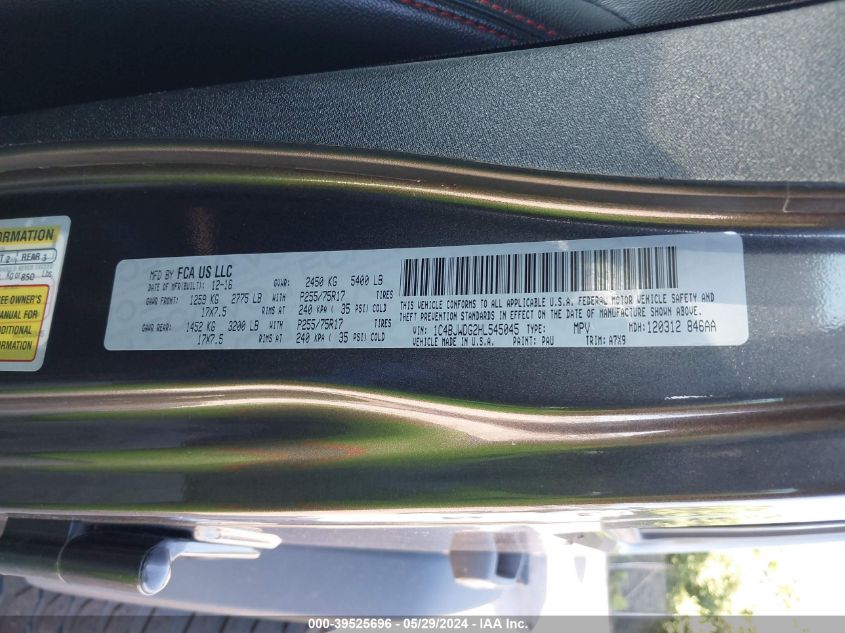 ORMATION
T 2 REAR 3
KG OR 850 Lbs.
SEE OWNER'S
MANUAL FOR
ADDITIONAL
INFORMATION
MFD BY FCA US LLC
DATE OF MFR(BUILT): 12-16 GVWR: 2450 KG 5400 LB
GAWR FRONT: 1259 KG 2775 LB WITH P255/75R17 TIRES
17X7.5 RIMS AT 240 KPA ( 35 PSI) COLD
GAWR REAR: 1452 KG 3200 LB WITH P255/75R17 TIRES
17X7.5 RIMS AT 240 KPA ( 35 PSI) COLD
THIS VEHICLE CONFORMS TO ALL APPLICABLE U.S.A. FEDERAL MOTOR VEHICLE SAFETY AND
THEFT PREVENTION STANDARDS IN EFFECT ON THE DATE OF MANUFACTURE SHOWN ABOVE.
VIN: 1C4BJWDG2HL545045 TYPE: MPV MDH: 120312 846AA
VEHICLE MADE IN U.S.A. PAINT: PAU TRIM: A7X9
000-39525696 - 05/29/2024 - IAA Inc.